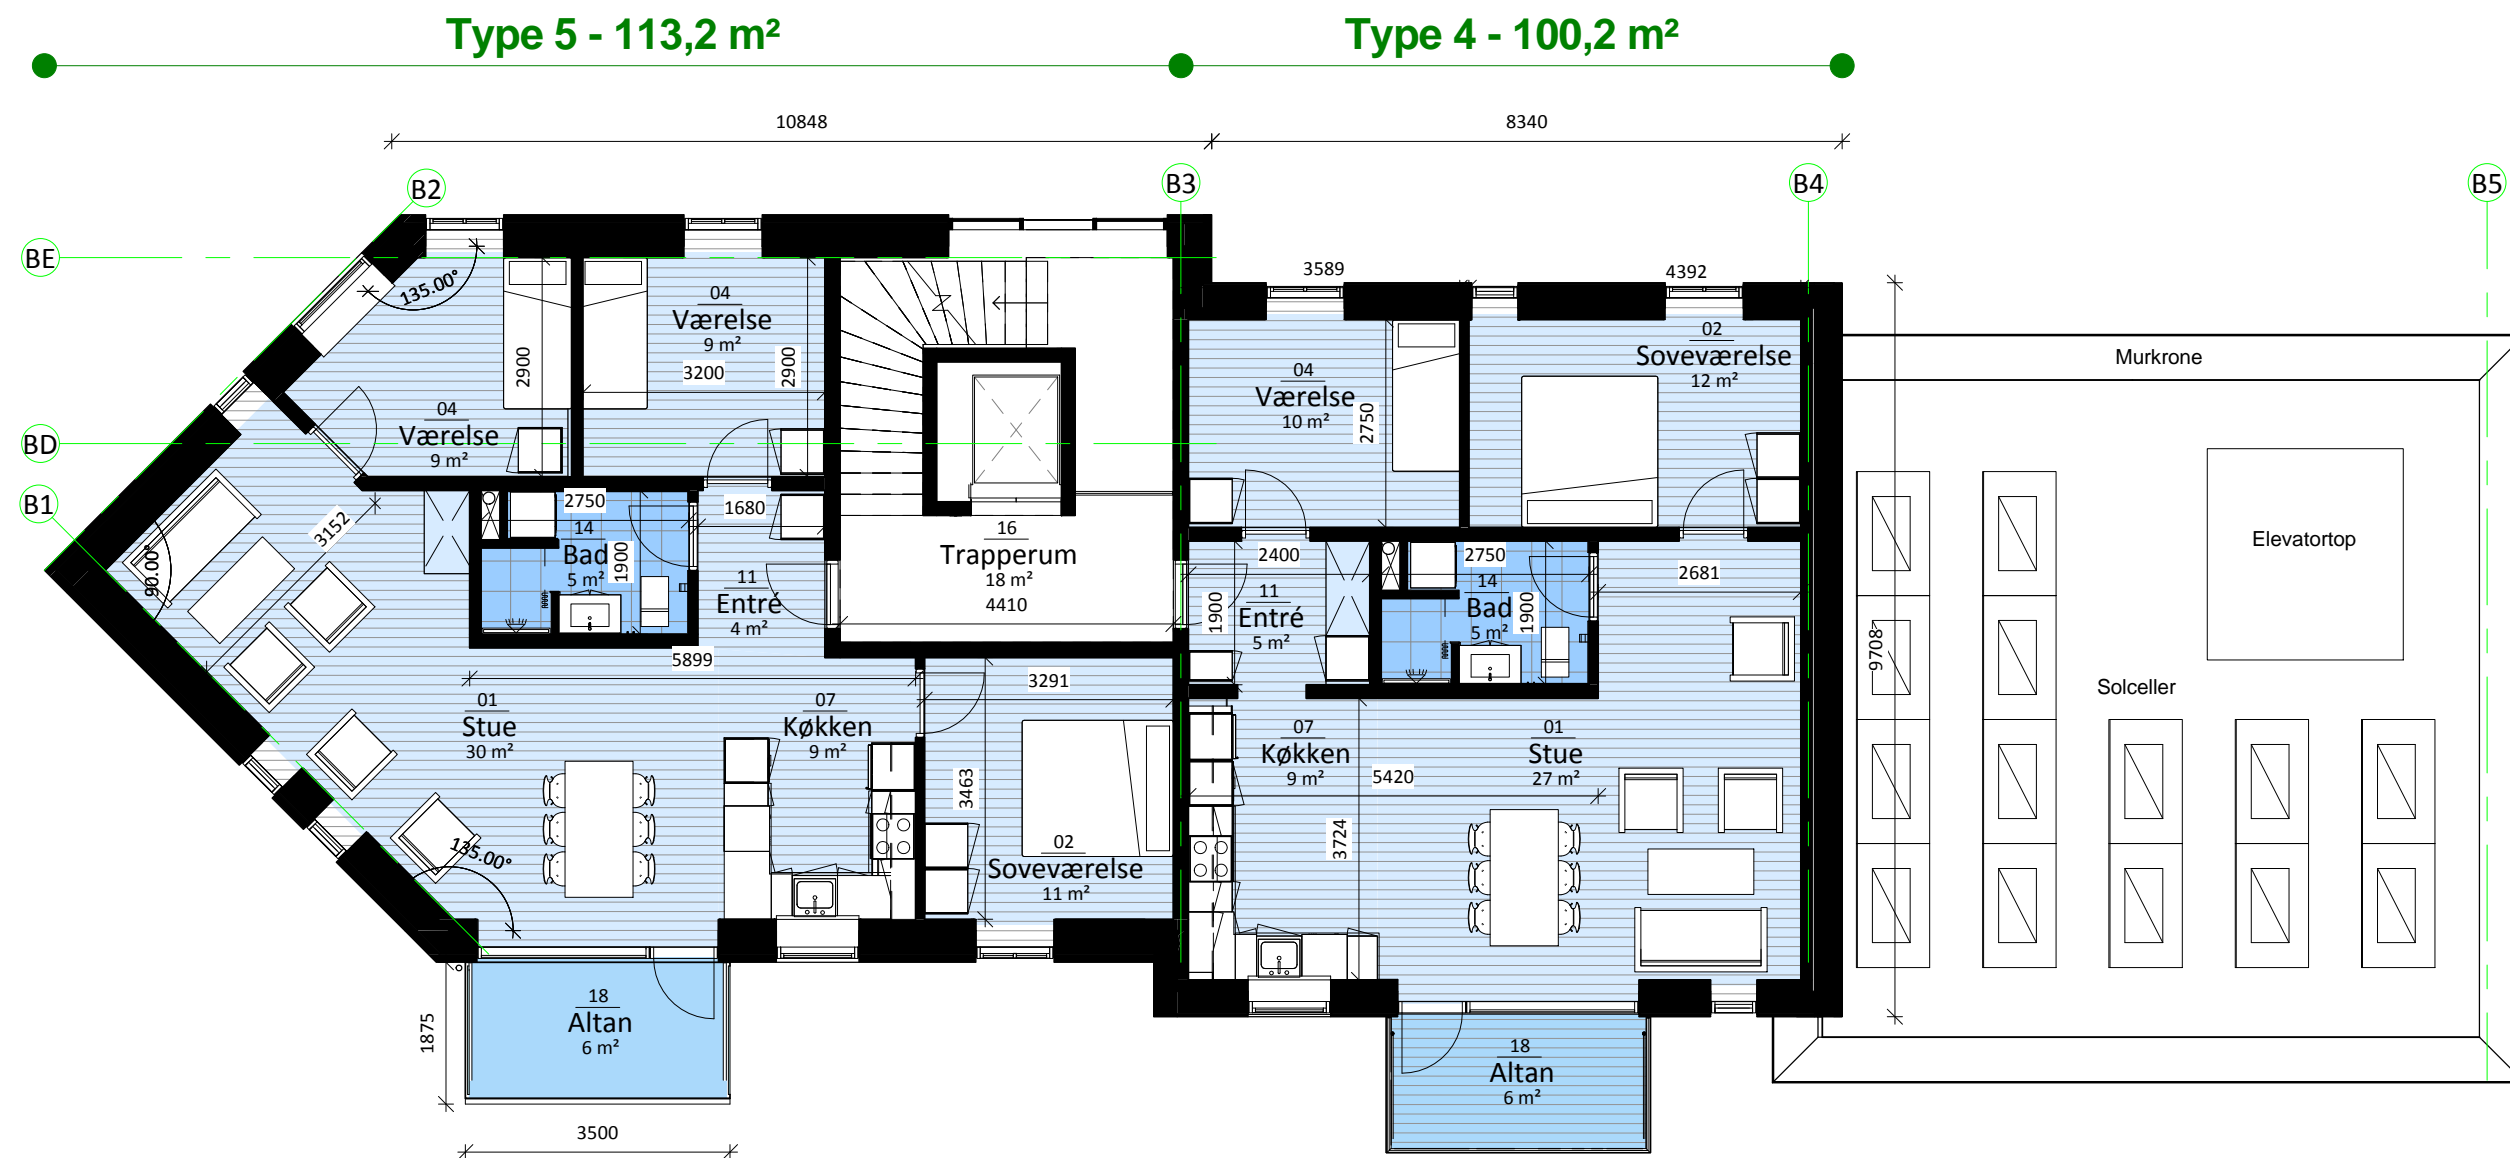 Type 5 - 113,2 m²
Type 4 - 100,2 m²
10848
8340
B2
B3
B4
B5
BE
BD
B1
3589
4392
135.00°
2900
04
Værelse
9 m²
3200
2900
04
Værelse
9 m²
04
Værelse
10 m²
2750
02
Soveværelse
12 m²
Murkrone
3152
90.00°
2750
14
Bad
5 m²
1900
1680
11
Entré
4 m²
16
Trapperum
18 m²
4410
2400
1900
11
Entré
5 m²
2750
14
Bad
5 m²
1900
2681
9708
Elevatortop
Solceller
5899
3291
01
Stue
30 m²
07
Køkken
9 m²
3463
02
Soveværelse
11 m²
07
Køkken
9 m²
5420
3724
01
Stue
27 m²
135.00°
18
Altan
6 m²
1875
3500
18
Altan
6 m²